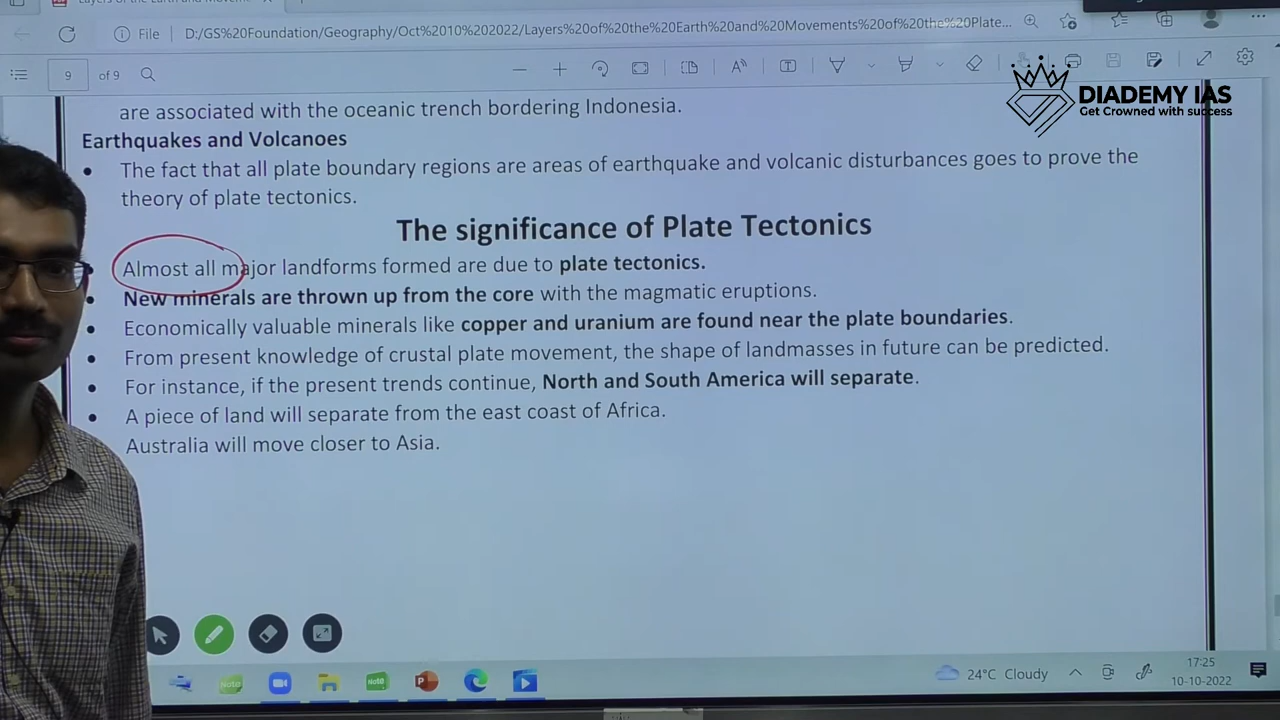 File
D:/GS%20Foundation/Geography/Oct%2010%202022/Layers%20of%20the%20Earth%20and%20Movements%20of%20the%20Plate...
9 of 9
DIADEMY IAS
Get Crowned with success
are associated with the oceanic trench bordering Indonesia.
Earthquakes and Volcanoes
• The fact that all plate boundary regions are areas of earthquake and volcanic disturbances goes to prove the
theory of plate tectonics.
The significance of Plate Tectonics
• Almost all major landforms formed are due to plate tectonics.
• New minerals are thrown up from the core with the magmatic eruptions.
• Economically valuable minerals like copper and uranium are found near the plate boundaries.
• From present knowledge of crustal plate movement, the shape of landmasses in future can be predicted.
• For instance, if the present trends continue, North and South America will separate.
• A piece of land will separate from the east coast of Africa.
Australia will move closer to Asia.
24°C Cloudy
17:25
10-10-2022